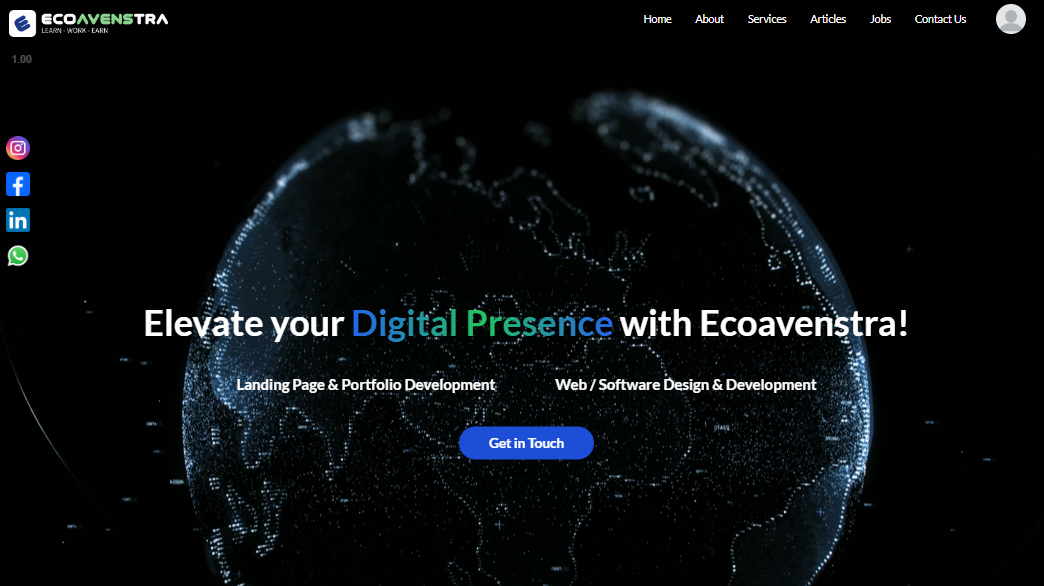 ECOAVENSTRA
LEARN - WORK - EARN
Home
About
Services
Articles
Jobs
Contact Us
1.00
Elevate your Digital Presence with Ecoavenstra!
Landing Page & Portfolio Development
Web / Software Design & Development
Get in Touch